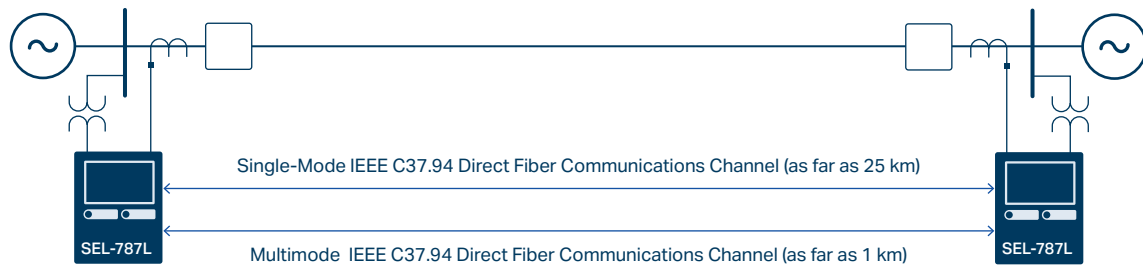 Single-Mode IEEE C37.94 Direct Fiber Communications Channel (as far as 25 km)
SEL-787L
SEL-787L
Multimode IEEE C37.94 Direct Fiber Communications Channel (as far as 1 km)